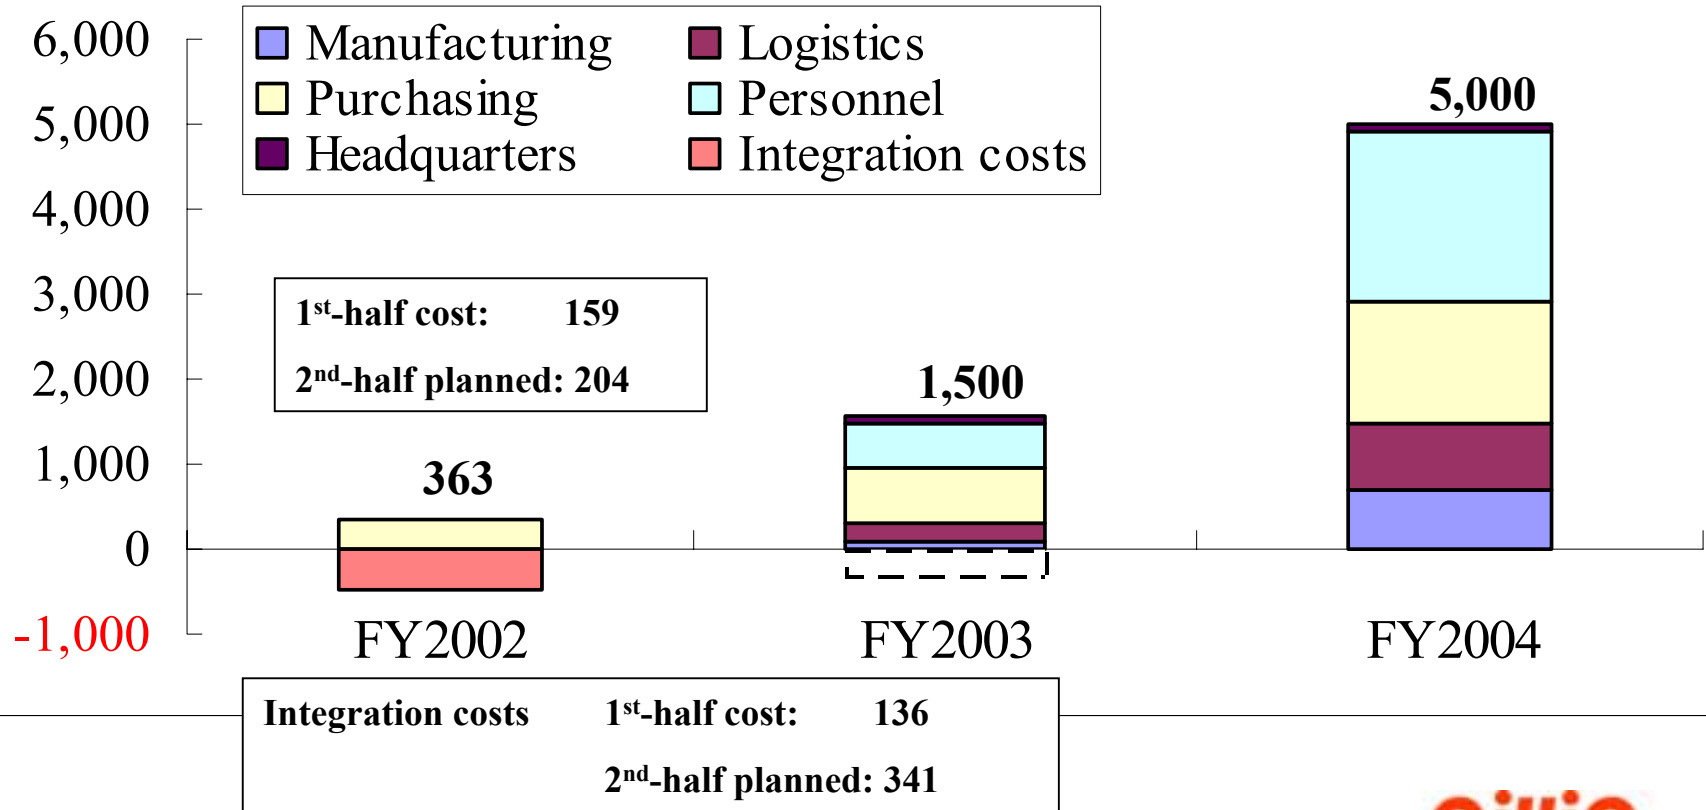 6,000
5,000
4,000
3,000
2,000
1,000
0
-1,000
Manufacturing Logistics
Purchasing Personnel
Headquarters Integration costs
1st-half cost: 159
2nd-half planned: 204
363
1,500
5,000
FY2002 FY2003 FY2004
Integration costs 1st-half cost: 136
2nd-half planned: 341